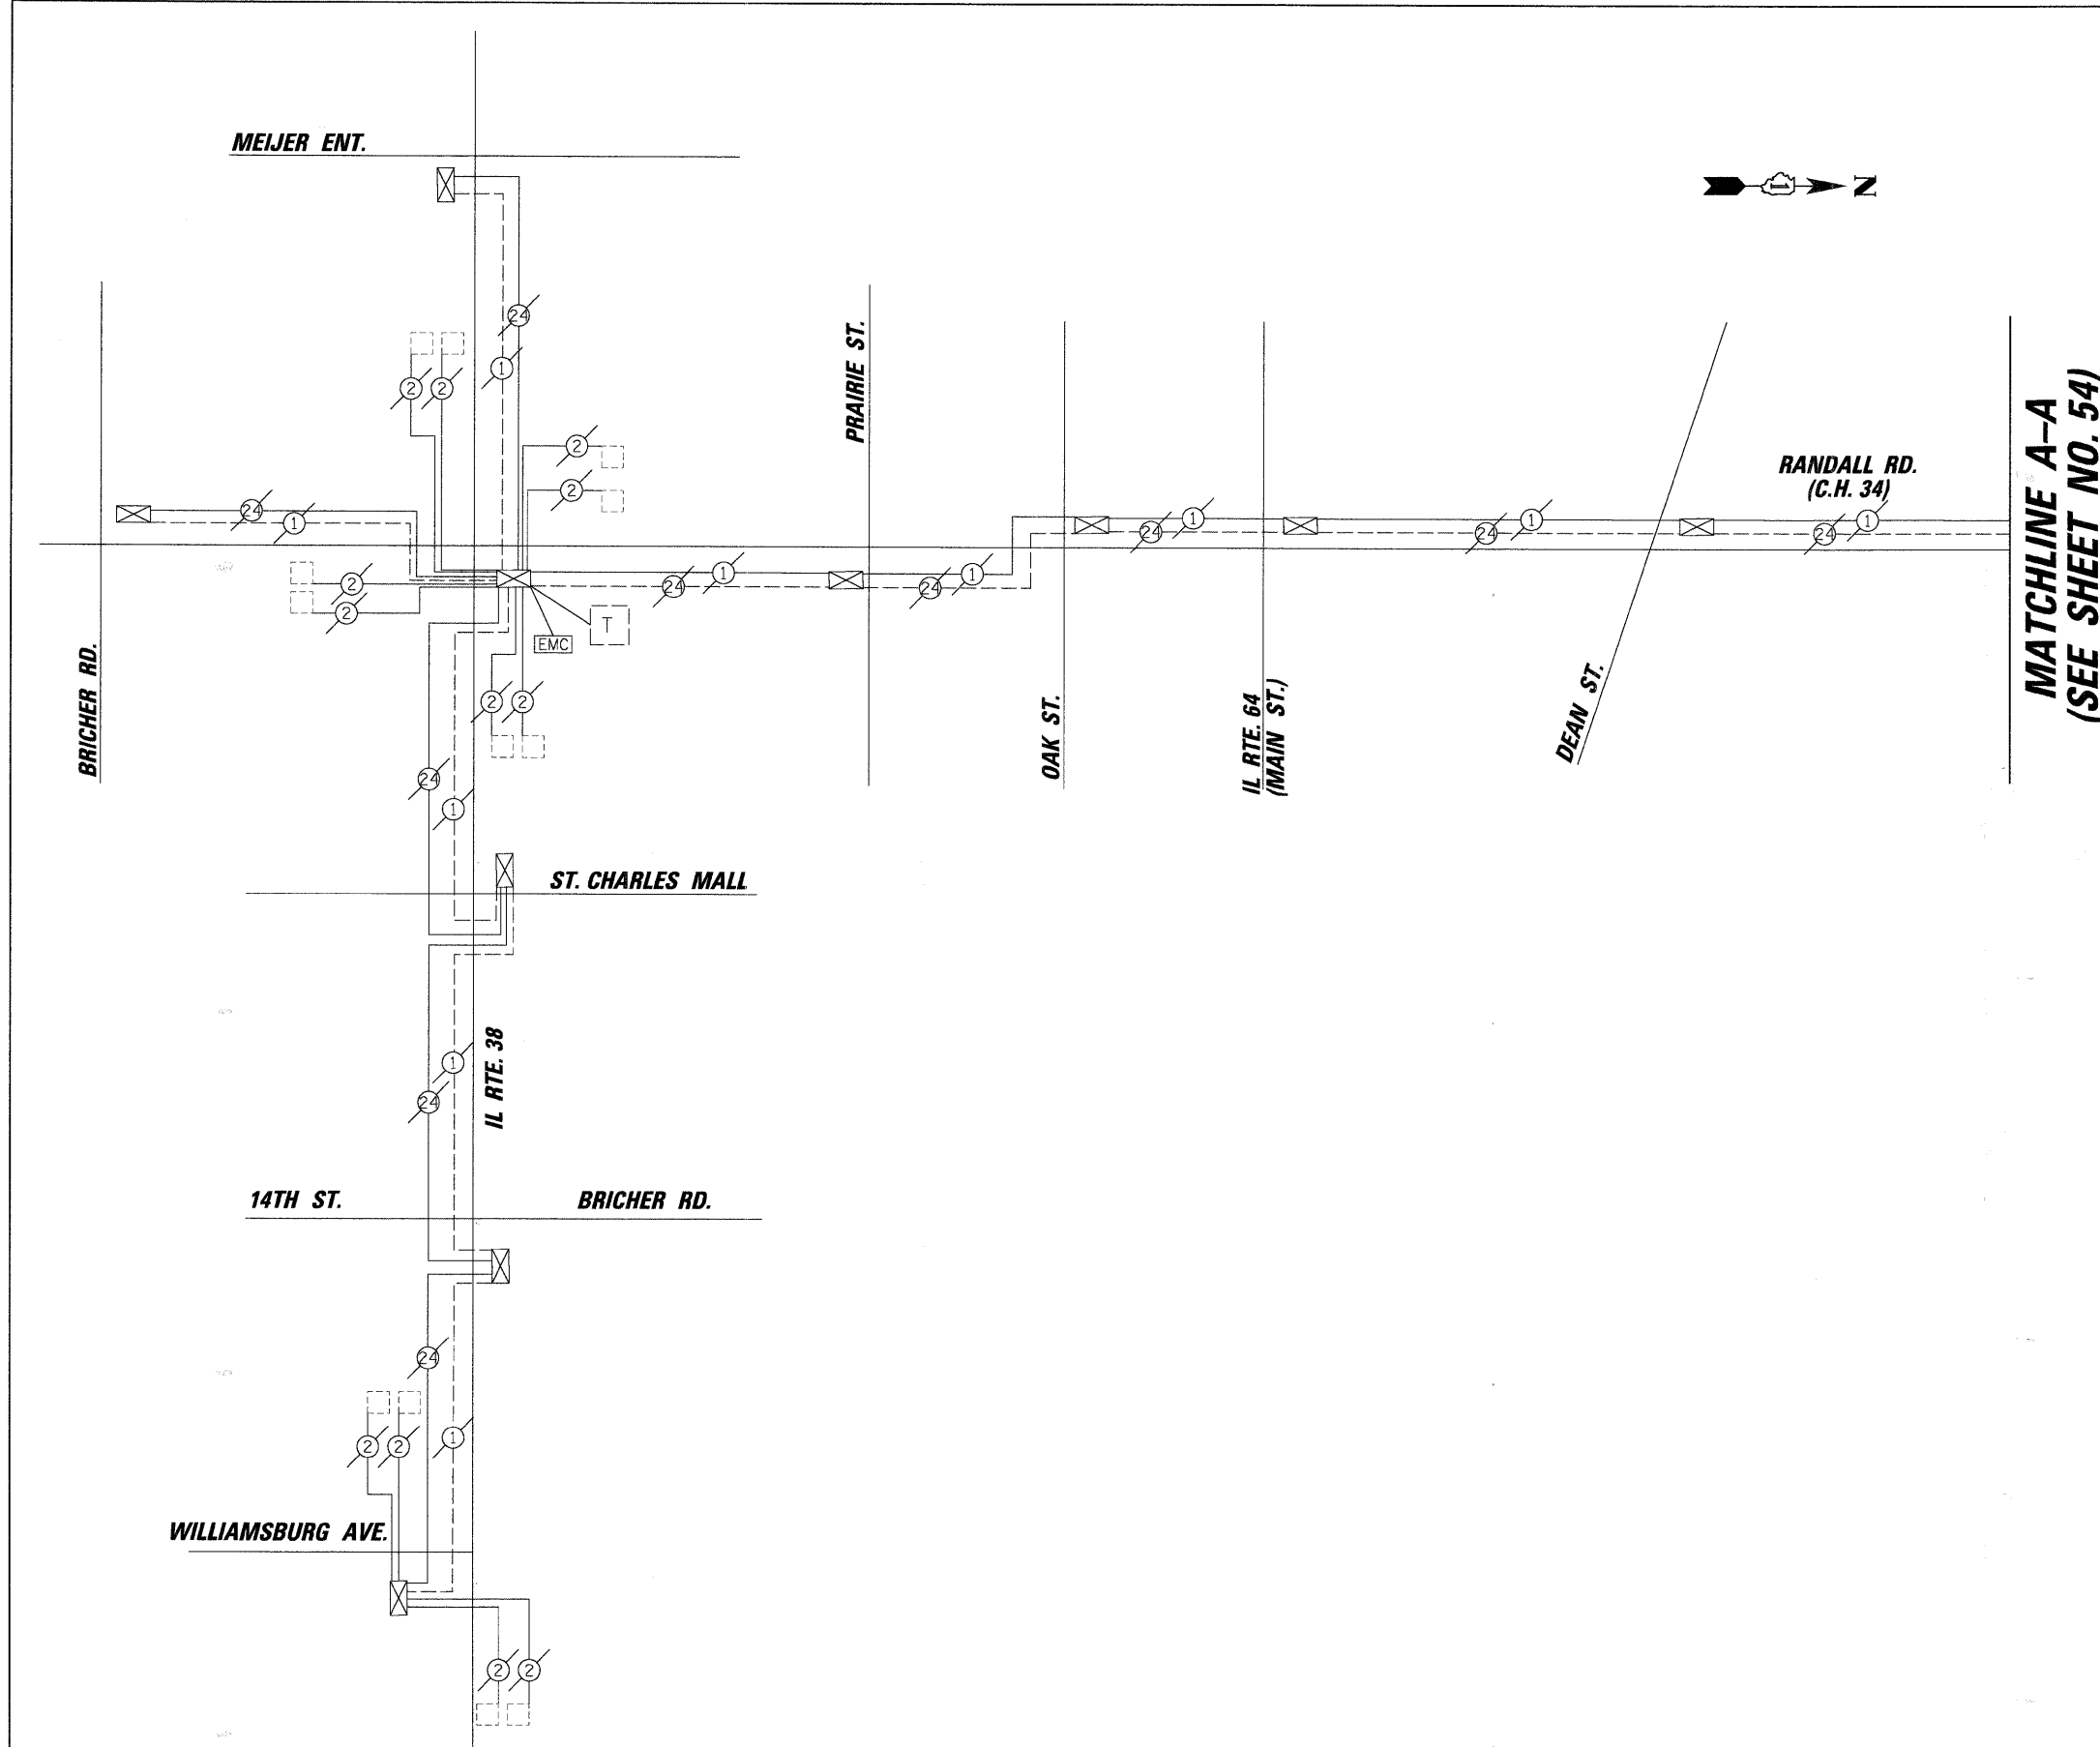 MEIJER ENT.
N
1
24
1
PRAIRIE ST.
2
2
2
2
RANDALL RD.
(C.H. 34)
MATCHLINE A-A
(SEE SHEET NO. 54)
24
1
24
1
24
1
24
1
2
2
24
1
24
1
T
EMC
BRICHER RD.
2
2
OAK ST.
IL RTE. 64
(MAIN ST.)
DEAN ST.
24
1
ST. CHARLES MALL
1
24
IL RTE. 38
14TH ST.
BRICHER RD.
24
1
2
2
WILLIAMSBURG AVE.
2
2